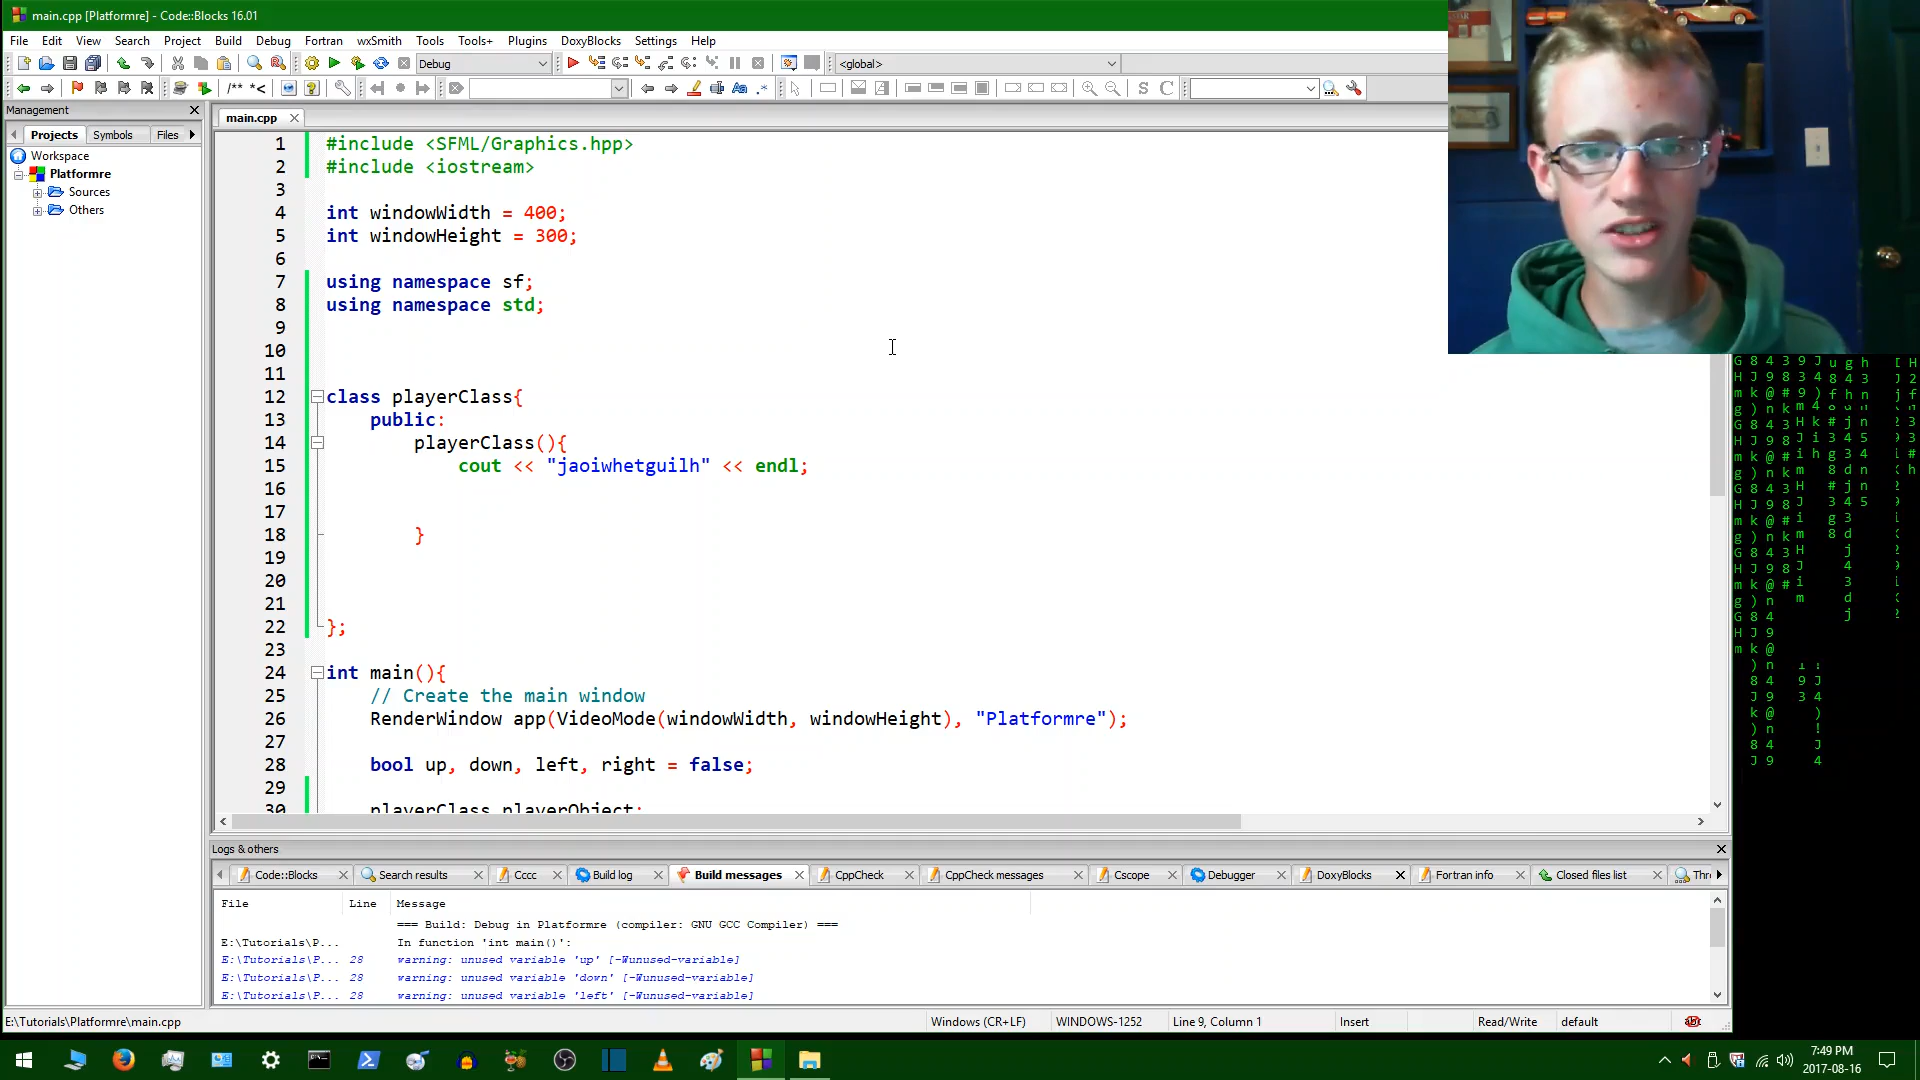 main.cpp [Platformre] - Code::Blocks 16.01
File Edit View Search Project Build Debug Fortran wxSmith Tools Tools+ Plugins DoxyBlocks Settings Help
Debug <global>
/** *< Aa .* S C
Management
main.cpp
Projects Symbols Files
Workspace
Platformre
Sources
Others
1 #include <SFML/Graphics.hpp>
2 #include <iostream>
3
4 int windowWidth = 400;
5 int windowHeight = 300;
6
7 using namespace sf;
8 using namespace std;
9
10
11
12 class playerClass{
13 public:
14 playerClass(){
15 cout << "jaoiwhetguilh" << endl;
16
17
18 }
19
20
21
22 };
23
24 int main(){
25 // Create the main window
26 RenderWindow app(VideoMode(windowWidth, windowHeight), "Platformre");
27
28 bool up, down, left, right = false;
29
30 playerClass playerObject;
Logs & others
Code::Blocks Search results Cccc Build log Build messages CppCheck CppCheck messages Cscope Debugger DoxyBlocks Fortran info Closed files list Thr
File Line Message
=== Build: Debug in Platformre (compiler: GNU GCC Compiler) ===
E:\Tutorials\P... In function 'int main()':
E:\Tutorials\P... 28 warning: unused variable 'up' [-Wunused-variable]
E:\Tutorials\P... 28 warning: unused variable 'down' [-Wunused-variable]
E:\Tutorials\P... 28 warning: unused variable 'left' [-Wunused-variable]
E:\Tutorials\Platformre\main.cpp Windows (CR+LF) WINDOWS-1252 Line 9, Column 1 Insert Read/Write default
7:49 PM
2017-08-16